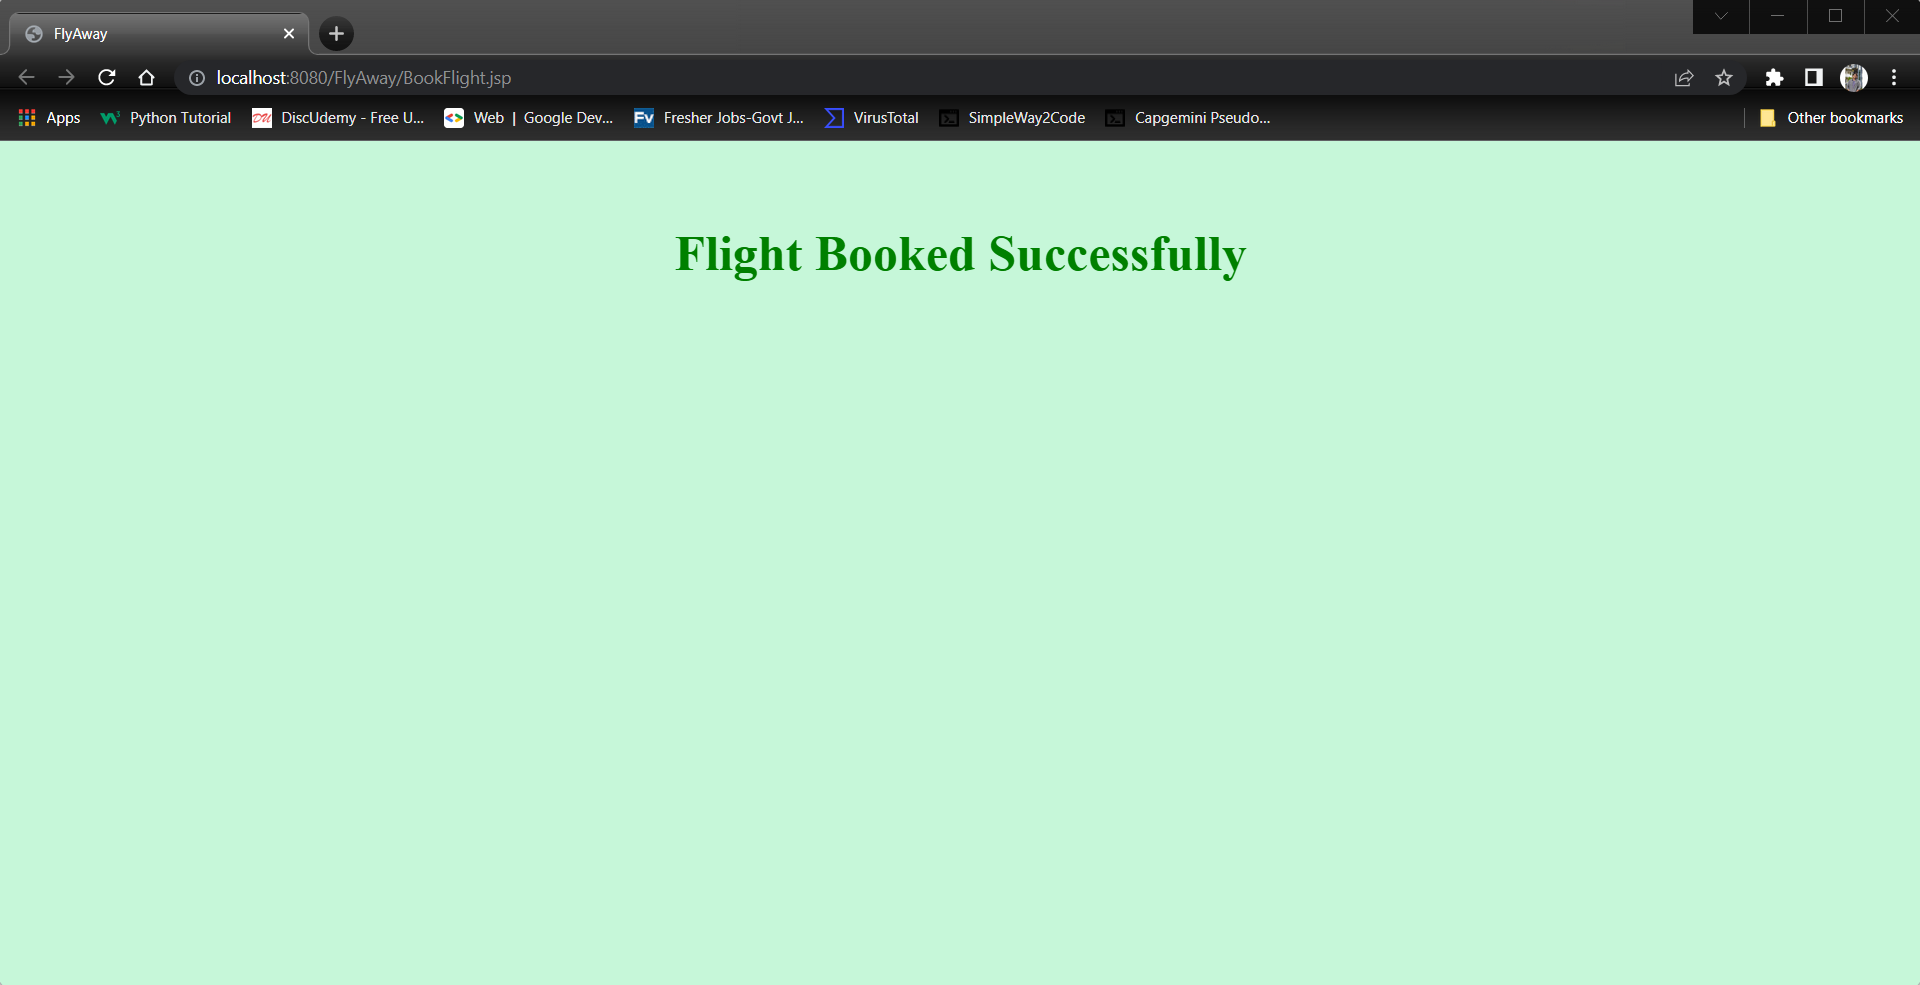 FlyAway
localhost:8080/FlyAway/BookFlight.jsp
Apps Python Tutorial DiscUdemy - Free U... Web | Google Dev... Fresher Jobs-Govt J... VirusTotal SimpleWay2Code Capgemini Pseudo... Other bookmarks
Flight Booked Successfully